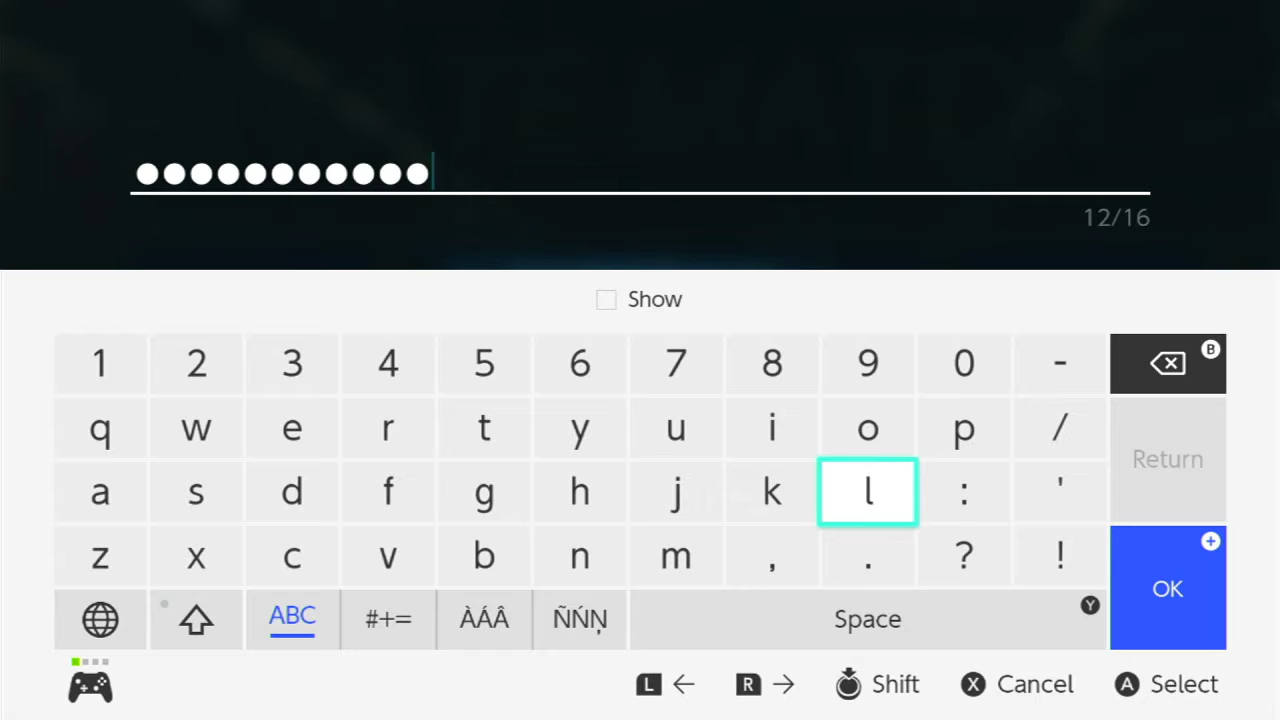 ●●●●●●●●●●●
12/16
Show
1 2 3 4 5 6 7 8 9 0 - B
q w e r t y u i o p /
Return
a s d f g h j k l : '
z x c v b n m , . ? ! +
OK
ABC #+= ÀÁÂ ÑŃŅ Space Y
L ← R → Shift X Cancel A Select